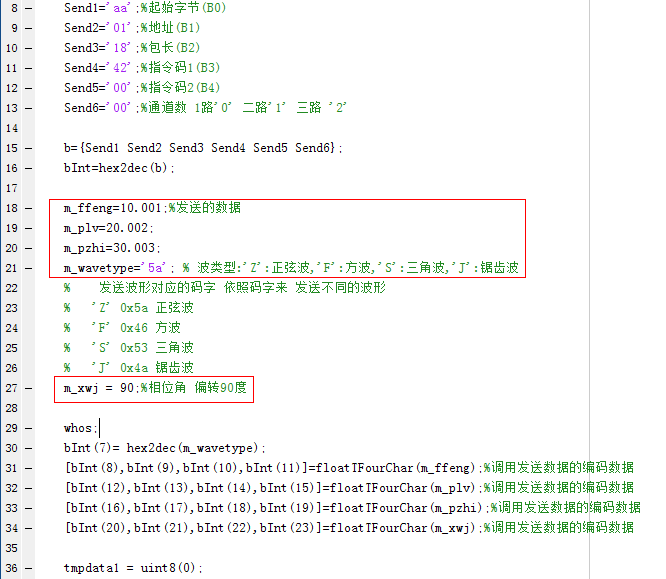 8 – Send1='aa';%起始字节(B0)
9 – Send2='01';%地址(B1)
10 – Send3='18';%包长(B2)
11 – Send4='42';%指令码1(B3)
12 – Send5='00';%指令码2(B4)
13 – Send6='00';%通道数 1路'0' 二路'1' 三路 '2'
14
15 – b={Send1 Send2 Send3 Send4 Send5 Send6};
16 – bInt=hex2dec(b);
17
18 – m_ffeng=10.001;%发送的数据
19 – m_plv=20.002;
20 – m_pzhi=30.003;
21 – m_wavetype='5a'; % 波类型:'Z':正弦波,'F':方波,'S':三角波,'J':锯齿波
22 % 发送波形对应的码字 依照码字来 发送不同的波形
23 % 'Z' 0x5a 正弦波
24 % 'F' 0x46 方波
25 % 'S' 0x53 三角波
26 % 'J' 0x4a 锯齿波
27 – m_xwj = 90;%相位角 偏转90度
28
29 – whos;
30 – bInt(7)= hex2dec(m_wavetype);
31 – [bInt(8),bInt(9),bInt(10),bInt(11)]=floatTFourChar(m_ffeng);%调用发送数据的编码数据
32 – [bInt(12),bInt(13),bInt(14),bInt(15)]=floatTFourChar(m_plv);%调用发送数据的编码数据
33 – [bInt(16),bInt(17),bInt(18),bInt(19)]=floatTFourChar(m_pzhi);%调用发送数据的编码数据
34 – [bInt(20),bInt(21),bInt(22),bInt(23)]=floatTFourChar(m_xwj);%调用发送数据的编码数据
35
36 – tmpdata1 = uint8(0);